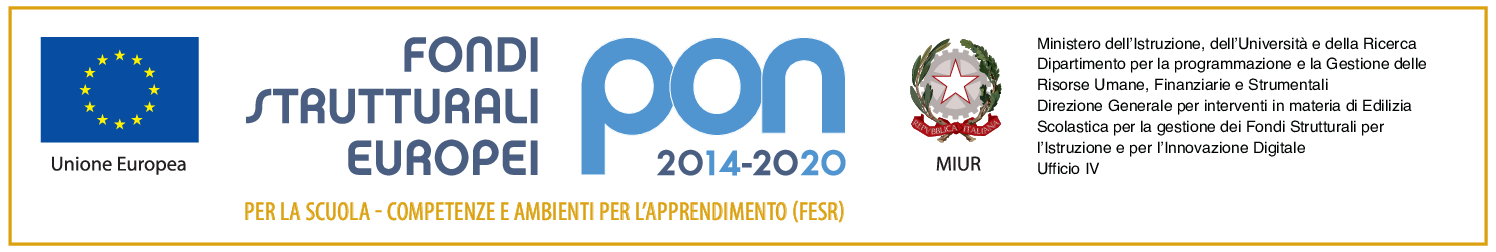 Unione Europea
FONDI
STRUTTURALI
EUROPEI
pon
2014-2020
PER LA SCUOLA - COMPETENZE E AMBIENTI PER L'APPRENDIMENTO (FESR)
REPVBBLICA ITALIANA
MIUR
Ministero dell'Istruzione, dell'Università e della Ricerca
Dipartimento per la programmazione e la Gestione delle
Risorse Umane, Finanziarie e Strumentali
Direzione Generale per interventi in materia di Edilizia
Scolastica per la gestione dei Fondi Strutturali per
l'Istruzione e per l'Innovazione Digitale
Ufficio IV